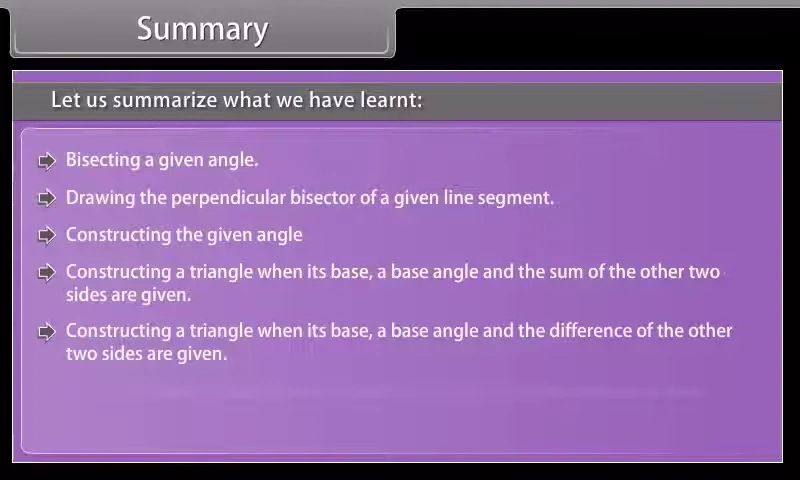 Summary
Let us summarize what we have learnt:
Bisecting a given angle.
Drawing the perpendicular bisector of a given line segment.
Constructing the given angle
Constructing a triangle when its base, a base angle and the sum of the other two
sides are given.
Constructing a triangle when its base, a base angle and the difference of the other
two sides are given.